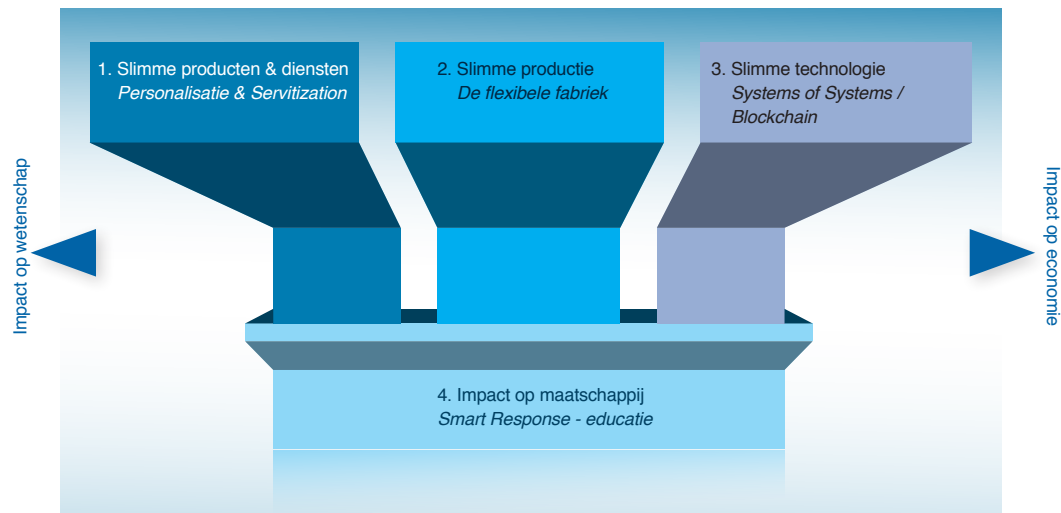 1. Slimme producten & diensten
Personalisatie & Servitization
2. Slimme productie
De flexibele fabriek
3. Slimme technologie
Systems of Systems /
Blockchain
Impact op wetenschap
Impact op economie
4. Impact op maatschappij
Smart Response - educatie